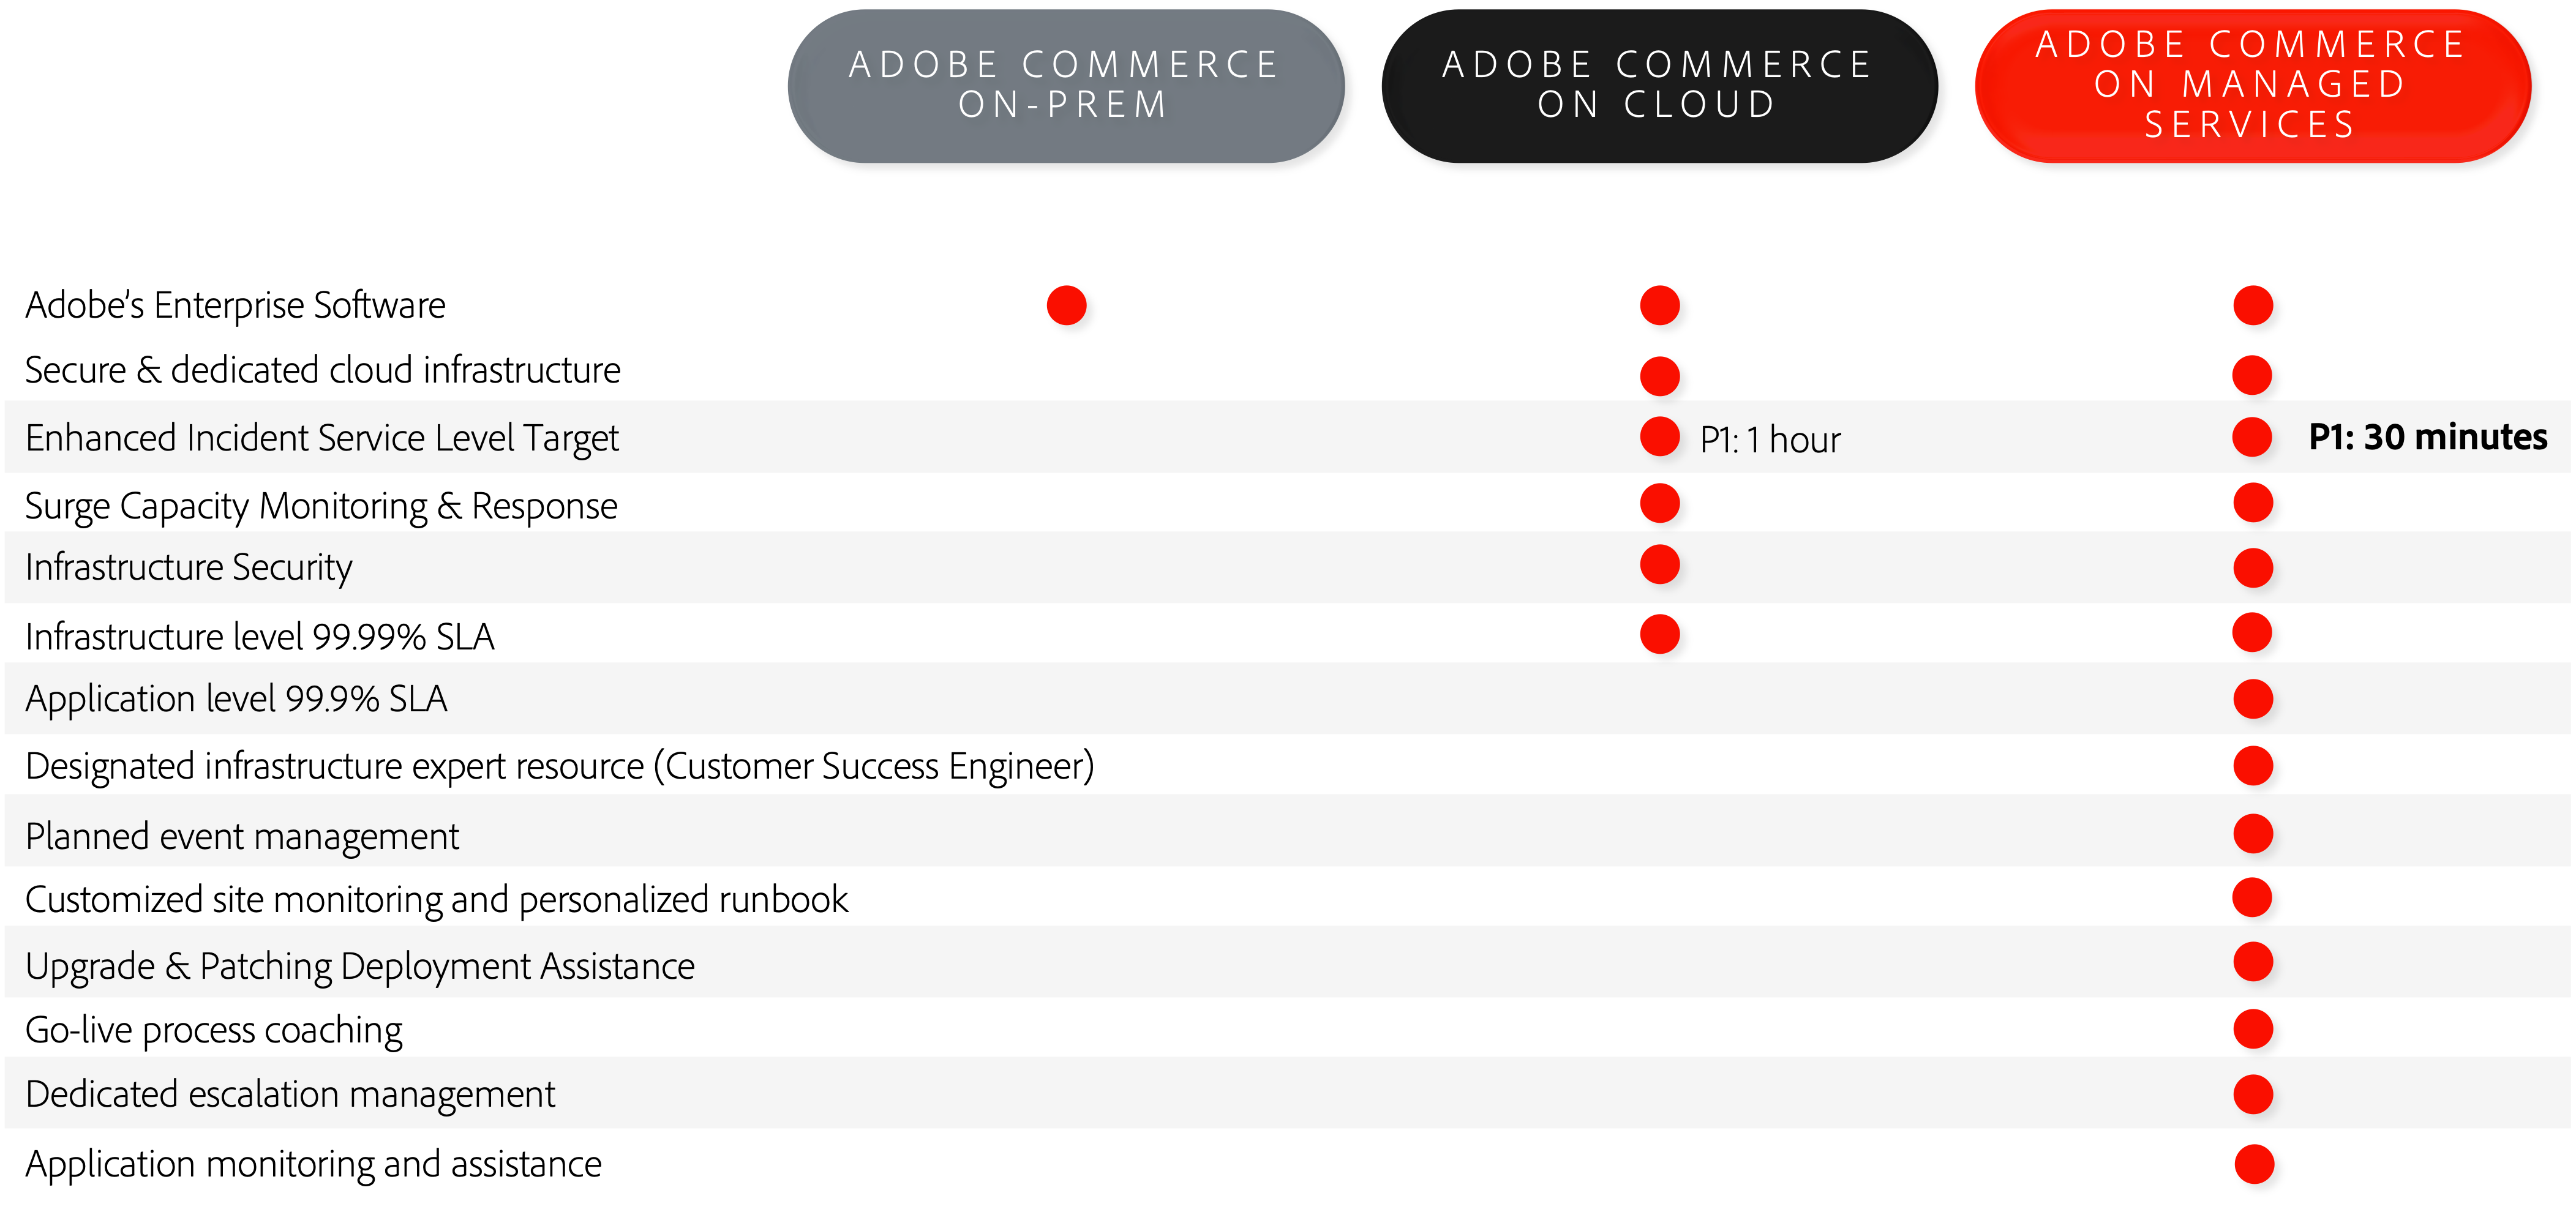 ADOBE COMMERCE
ON-PREM
ADOBE COMMERCE
ON CLOUD
ADOBE COMMERCE
ON MANAGED
SERVICES
Adobe’s Enterprise Software
Secure & dedicated cloud infrastructure
Enhanced Incident Service Level Target P1: 1 hour P1: 30 minutes
Surge Capacity Monitoring & Response
Infrastructure Security
Infrastructure level 99.99% SLA
Application level 99.9% SLA
Designated infrastructure expert resource (Customer Success Engineer)
Planned event management
Customized site monitoring and personalized runbook
Upgrade & Patching Deployment Assistance
Go-live process coaching
Dedicated escalation management
Application monitoring and assistance